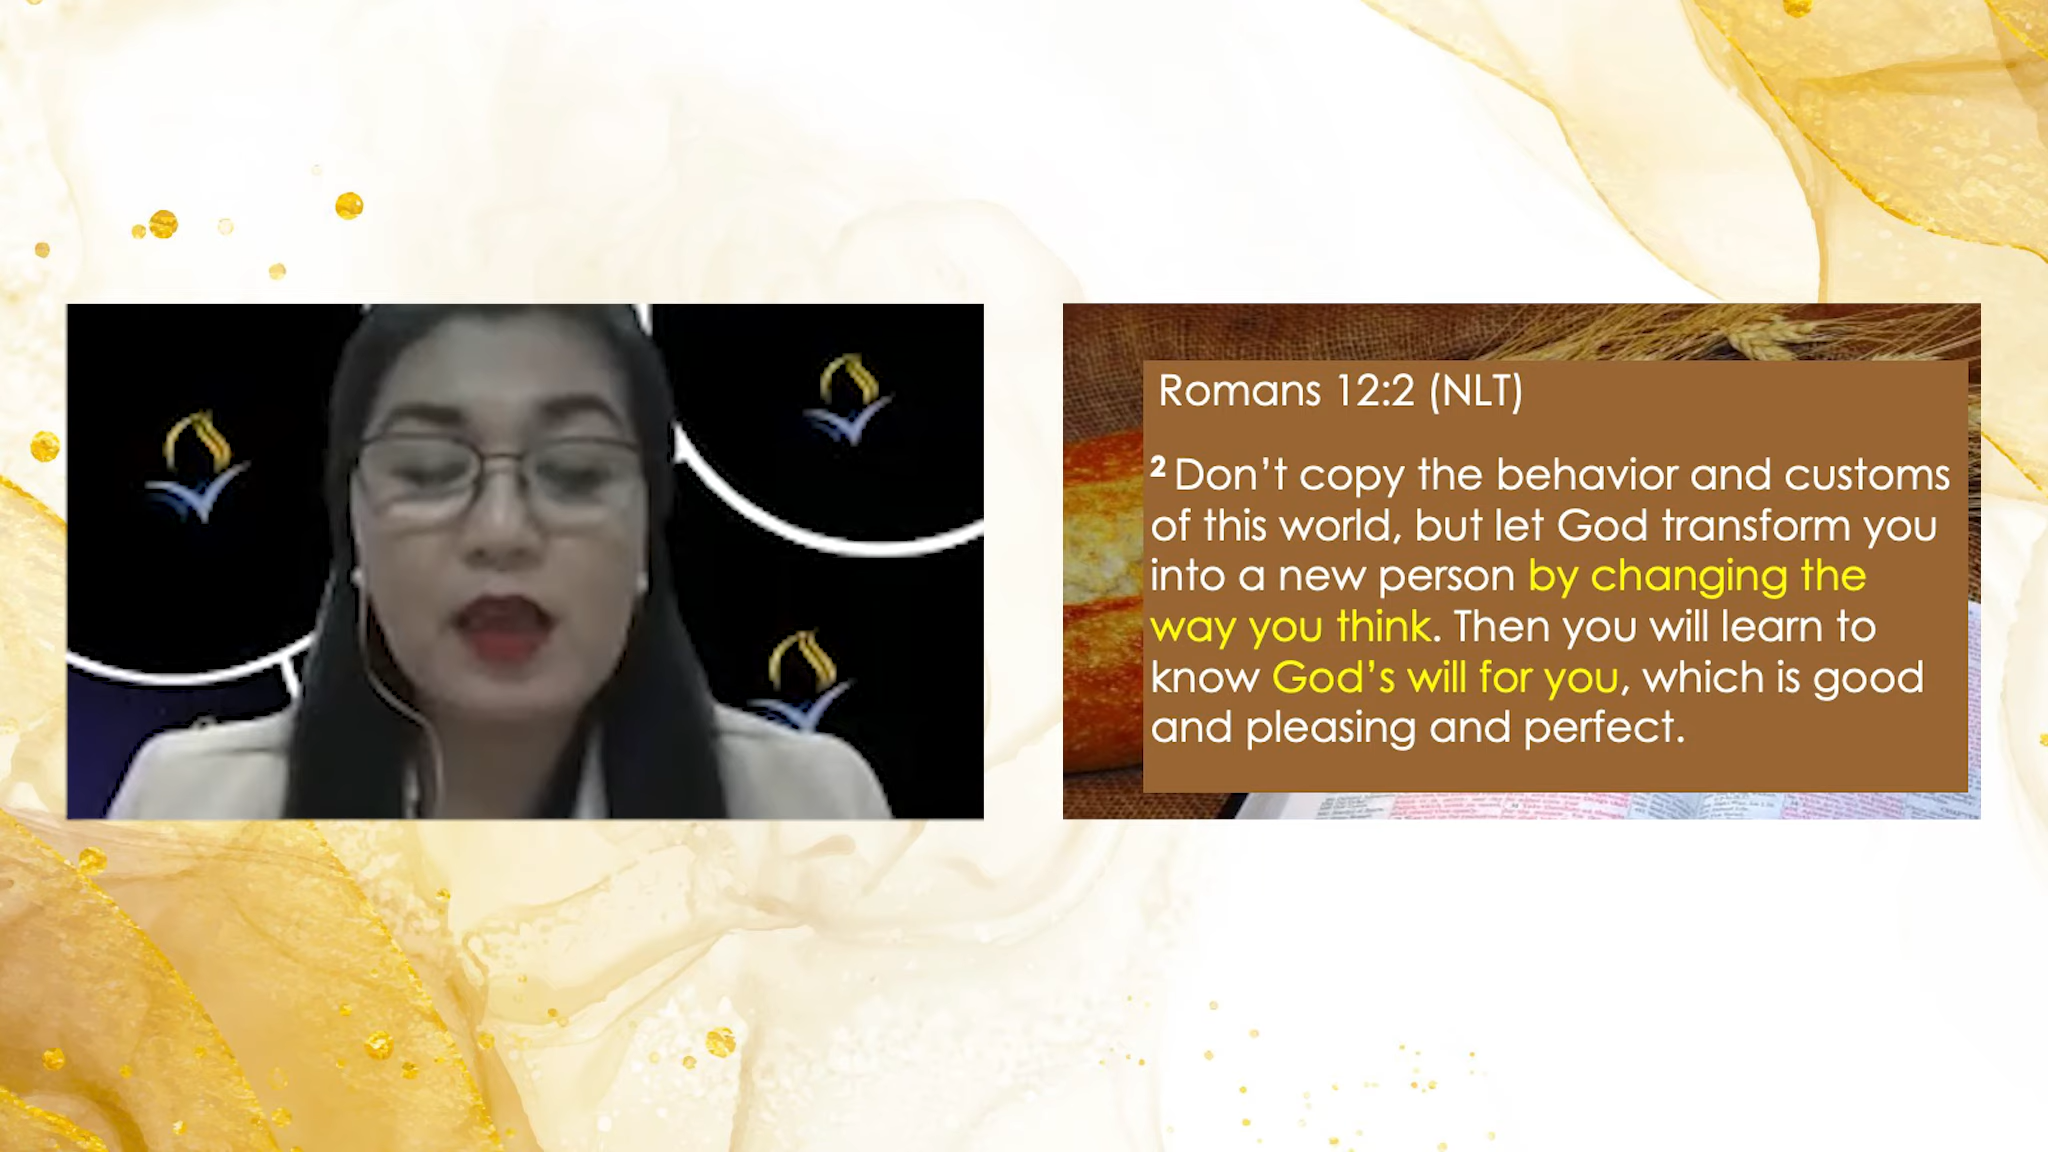 Romans 12:2 (NLT)
2 Don’t copy the behavior and customs
of this world, but let God transform you
into a new person by changing the
way you think. Then you will learn to
know God’s will for you, which is good
and pleasing and perfect.